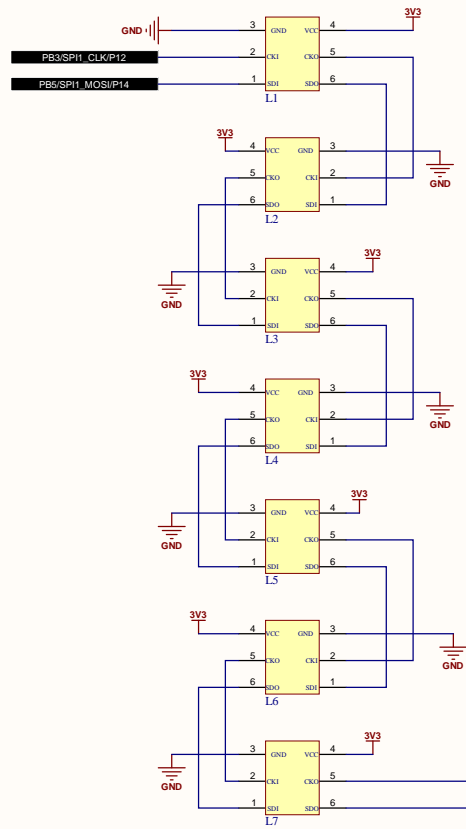 3V3
GND 3 GND VCC 4
PB3/SPI1_CLK/P12 2 CKI CKO 5
PB5/SPI1_MOSI/P14 1 SDI SDO 6
L1
3V3
4 VCC GND 3
5 CKO CKI 2 GND
6 SDO SDI 1
L2
3V3
3 GND VCC 4
GND 2 CKI CKO 5
1 SDI SDO 6
L3
3V3
4 VCC GND 3
5 CKO CKI 2 GND
6 SDO SDI 1
L4
3V3
3 GND VCC 4
GND 2 CKI CKO 5
1 SDI SDO 6
L5
3V3
4 VCC GND 3
5 CKO CKI 2 GND
6 SDO SDI 1
L6
3V3
3 GND VCC 4
GND 2 CKI CKO 5
1 SDI SDO 6
L7